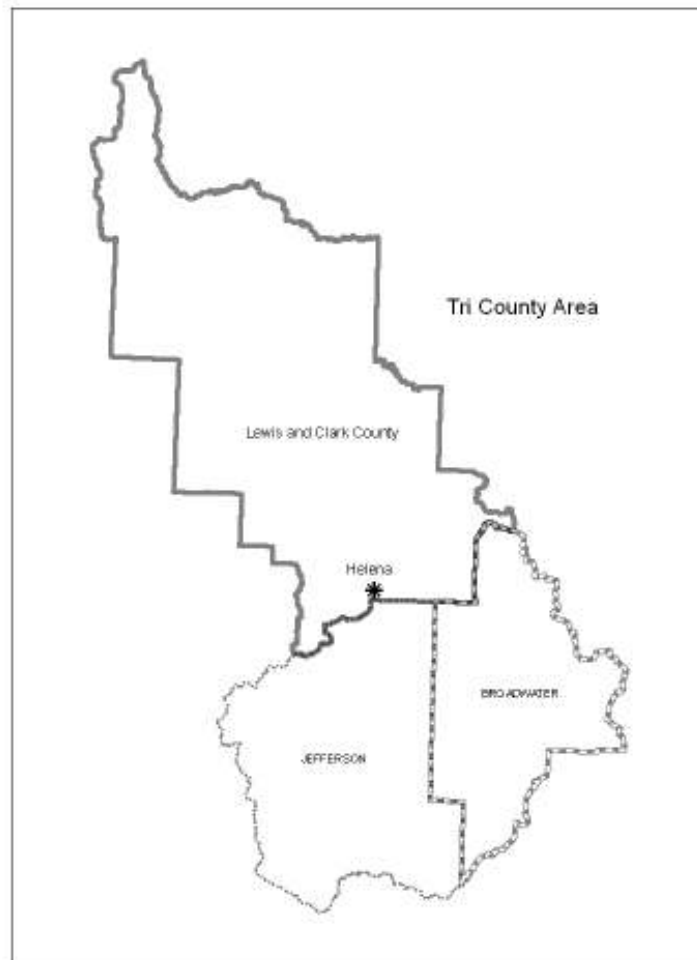 Tri County Area
Lewis and Clark County
Helena
BROADWATER
JEFFERSON